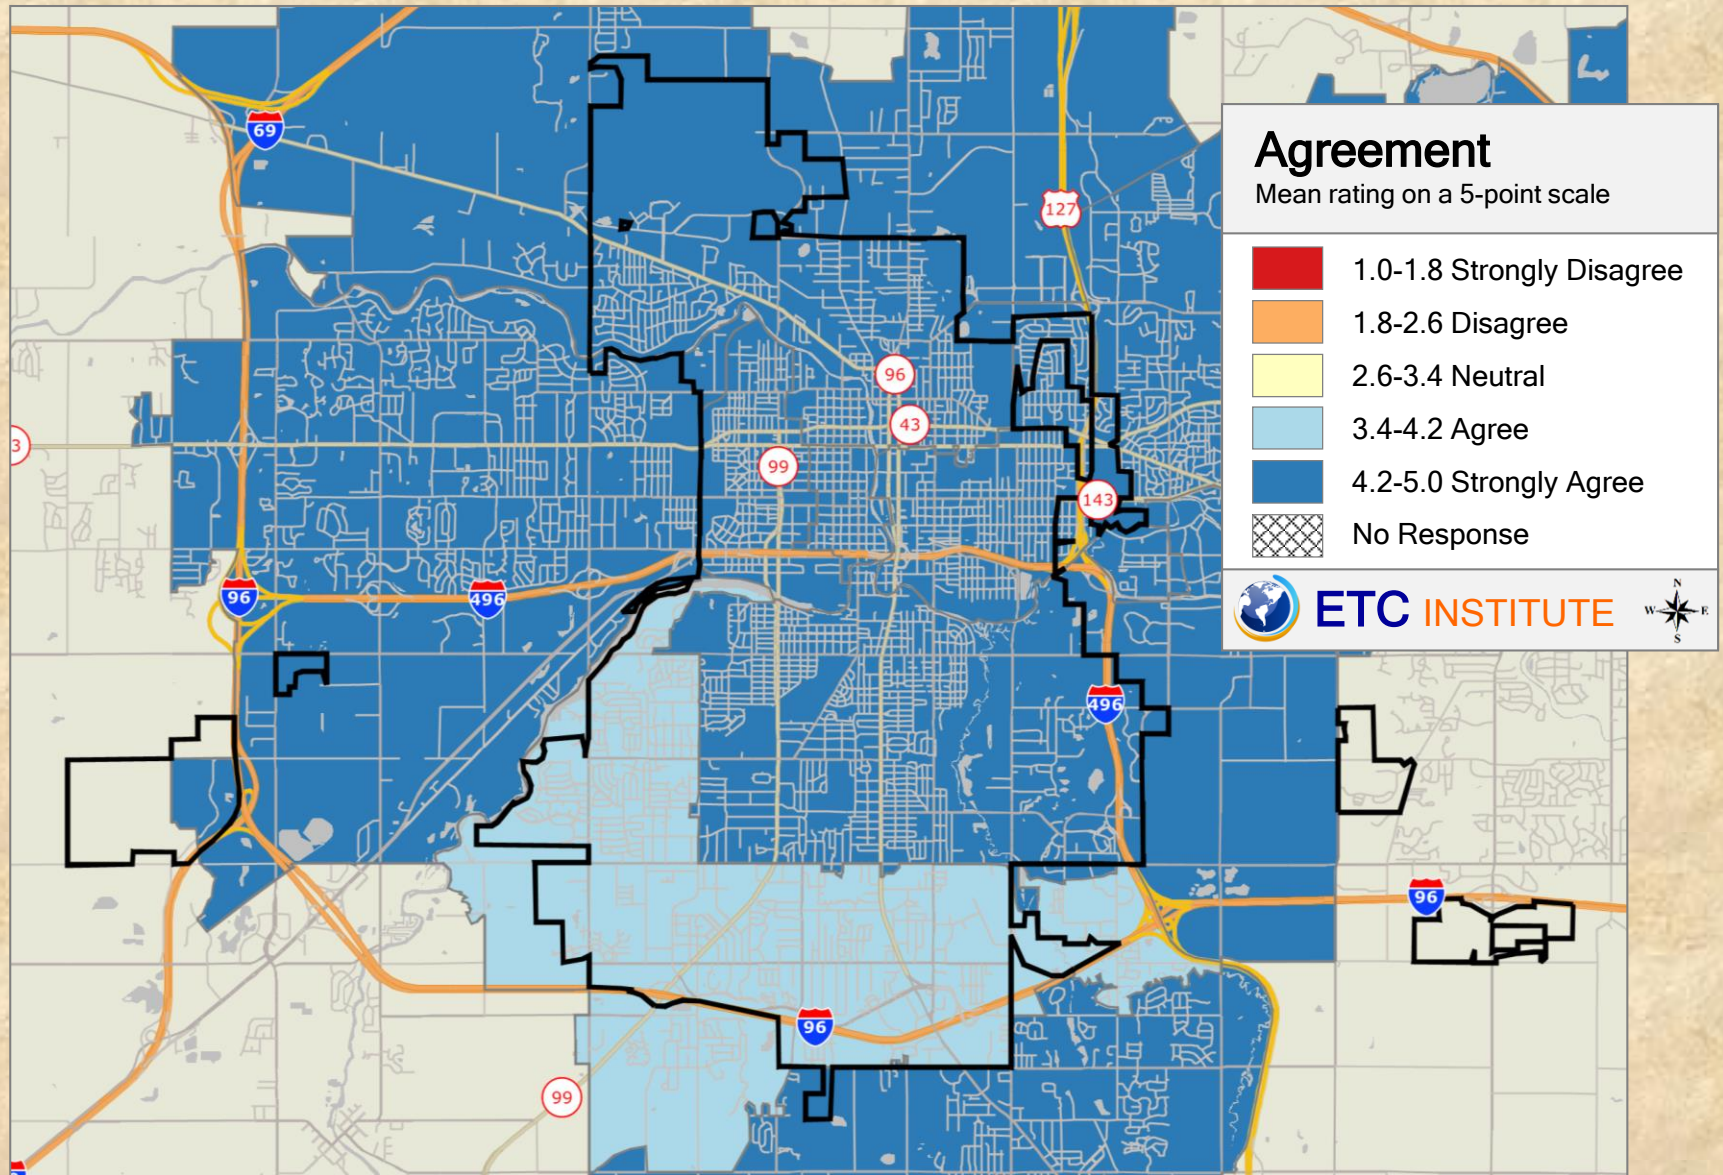 69
127
Agreement
Mean rating on a 5-point scale
1.0-1.8 Strongly Disagree
1.8-2.6 Disagree
2.6-3.4 Neutral
3.4-4.2 Agree
4.2-5.0 Strongly Agree
No Response
ETC INSTITUTE
N
W E
S
96
43
3
99
143
96
496
496
96
96
99